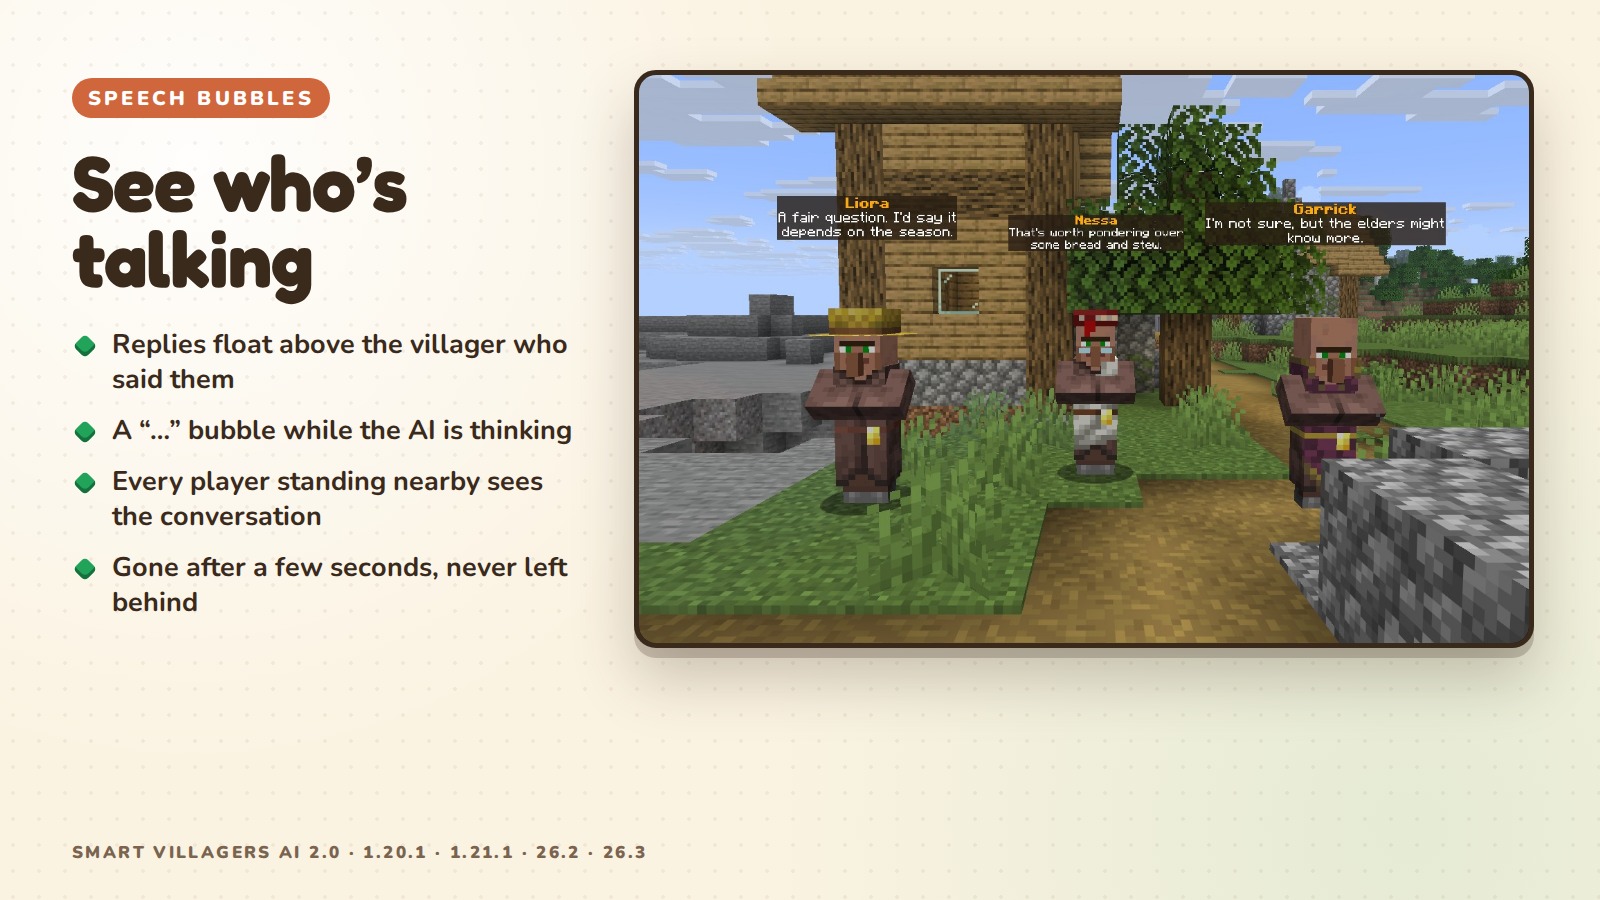 SPEECH BUBBLES
See who’s
talking
Replies float above the villager who
said them
A “…” bubble while the AI is thinking
Every player standing nearby sees
the conversation
Gone after a few seconds, never left
behind
Liora
A fair question. I'd say it
depends on the season.
Nessa
That's worth pondering over
some bread and stew.
Garrick
I'm not sure, but the elders might
know more.
SMART VILLAGERS AI 2.0 · 1.20.1 · 1.21.1 · 26.2 · 26.3